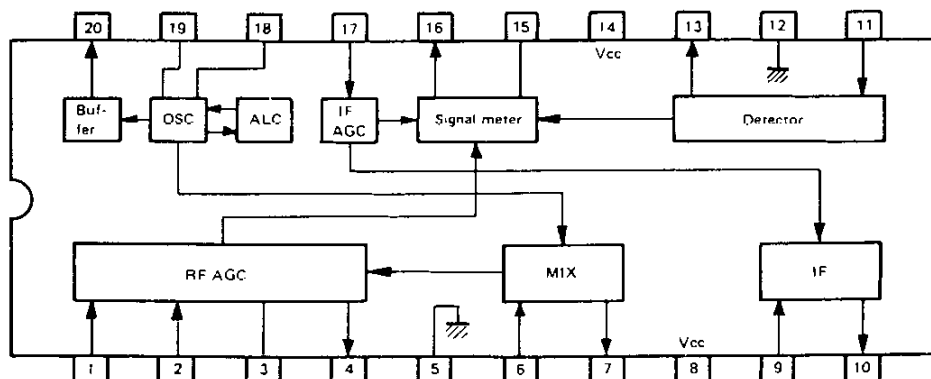 20 19 18 17 16 15 14 13 12 11
Vcc
Buf-
fer
OSC
ALC
IF
AGC
Signal meter
Detector
RF AGC
MIX
IF
Vcc
1 2 3 4 5 6 7 8 9 10